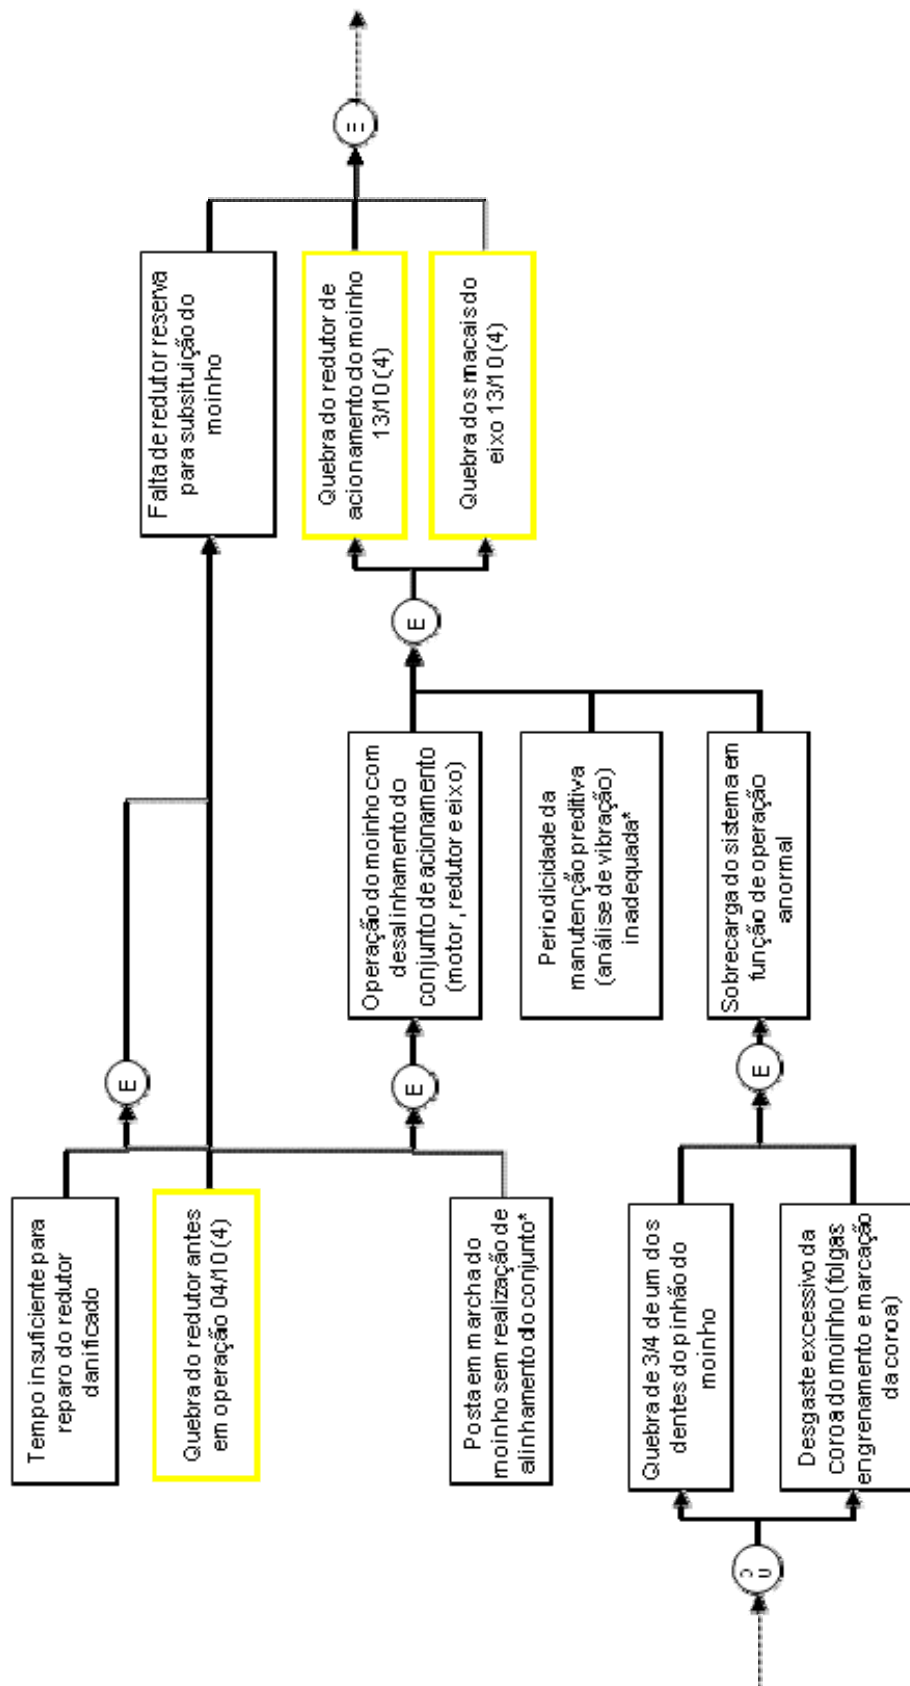 Tempo insuficiente para
reparo do redutor
danificado
Quebra do redutor antes
em operação 04/10 (4)
Posta em marcha do
moinho sem realização de
alinhamento do conjunto*
Quebra de 3/4 de um dos
dentes do pinhão do
moinho
Desgaste excessivo da
coroa do moinho (folgas
engrenamento e marcação
da coroa)
E
E
E
Operação do moinho com
desalinhamento do
conjunto de acionamento
(motor, redutor e eixo)
Periodicidade da
manutenção preditiva
(análise de vibração)
inadequada*
Sobrecarga do sistema em
função de operação
anormal
E
Falta de redutor reserva
para subsituição do
moinho
Quebra do redutor de
acionamento do moinho
13/10 (4)
Quebra dos macais do
eixo 13/10 (4)
E